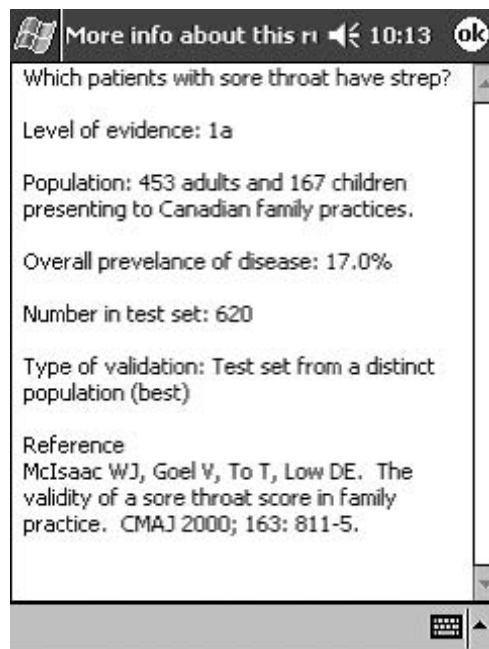 More info about this r 10:13 ok
Which patients with sore throat have strep?
Level of evidence: 1a
Population: 453 adults and 167 children
presenting to Canadian family practices.
Overall prevelance of disease: 17.0%
Number in test set: 620
Type of validation: Test set from a distinct
population (best)
Reference
McIsaac WJ, Goel V, To T, Low DE. The
validity of a sore throat score in family
practice. CMAJ 2000; 163: 811-5.